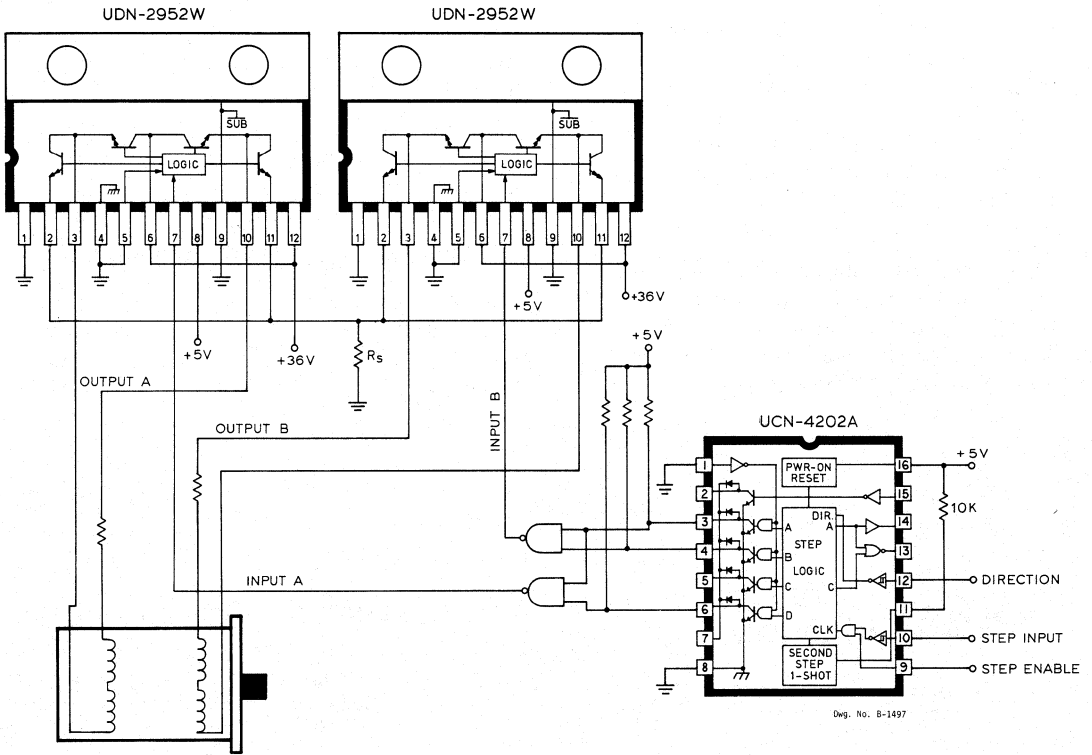 UDN-2952W
UDN-2952W
SUB
SUB
LOGIC
LOGIC
1 2 3 4 5 6 7 8 9 10 11 12
1 2 3 4 5 6 7 8 9 10 11 12
+5V
+36V
+5V
+36V
Rs
+5V
OUTPUT A
OUTPUT B
INPUT B
INPUT A
UCN-4202A
+5V
10K
1
2
3
4
5
6
7
8
16
15
14
13
12
11
10
9
PWR-ON
RESET
DIR.
A
A
STEP
B
LOGIC
C
C
D
CLK
SECOND
STEP
1-SHOT
DIRECTION
STEP INPUT
STEP ENABLE
Dwg. No. B-1497